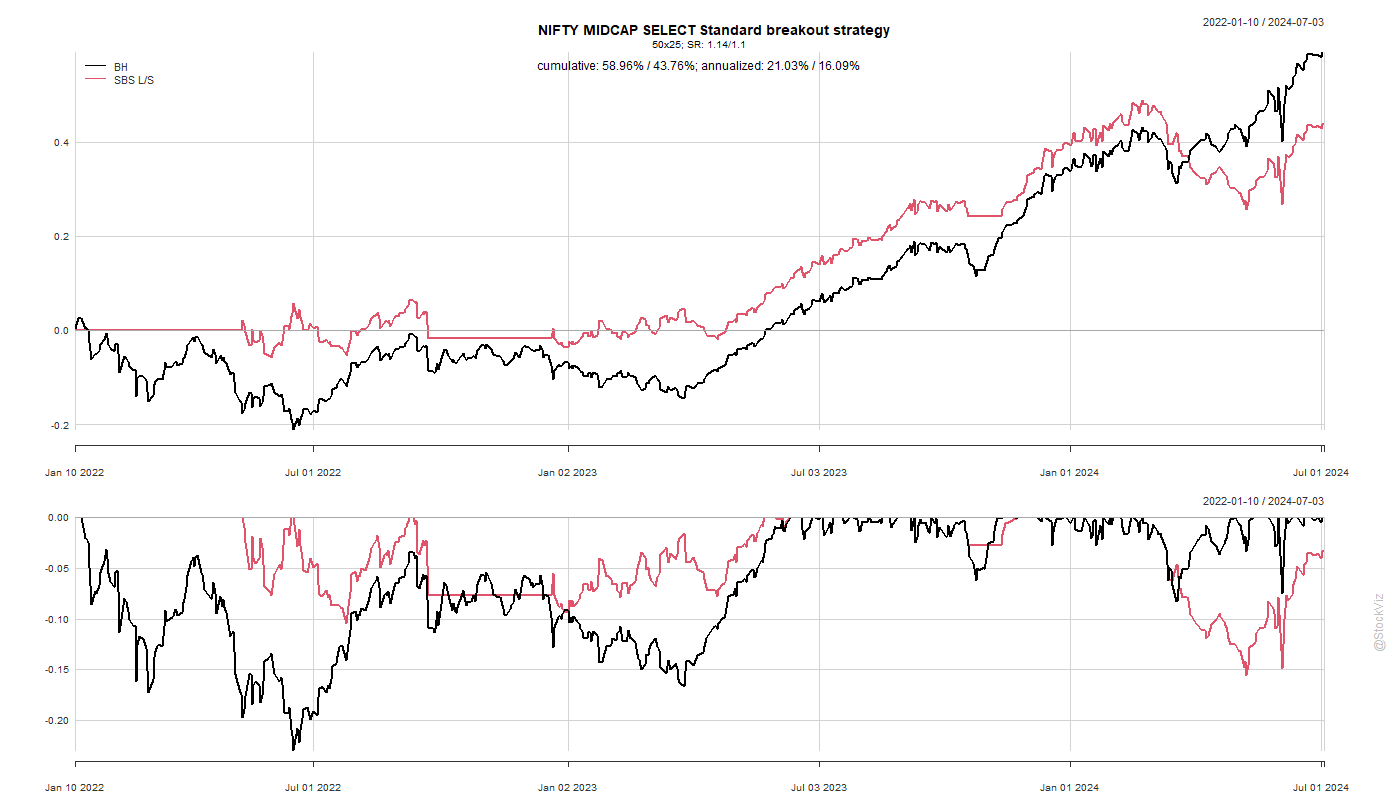 2022-01-10 / 2024-07-03
NIFTY MIDCAP SELECT Standard breakout strategy
50x25; SR: 1.14/1.1
cumulative: 58.96% / 43.76%; annualized: 21.03% / 16.09%
BH
SBS L/S
0.4
0.2
0.0
-0.2
Jan 10 2022 Jul 01 2022 Jan 02 2023 Jul 03 2023 Jan 01 2024 Jul 01 2024
2022-01-10 / 2024-07-03
0.00
-0.05
-0.10
-0.15
-0.20
Jan 10 2022 Jul 01 2022 Jan 02 2023 Jul 03 2023 Jan 01 2024 Jul 01 2024
@StockViz